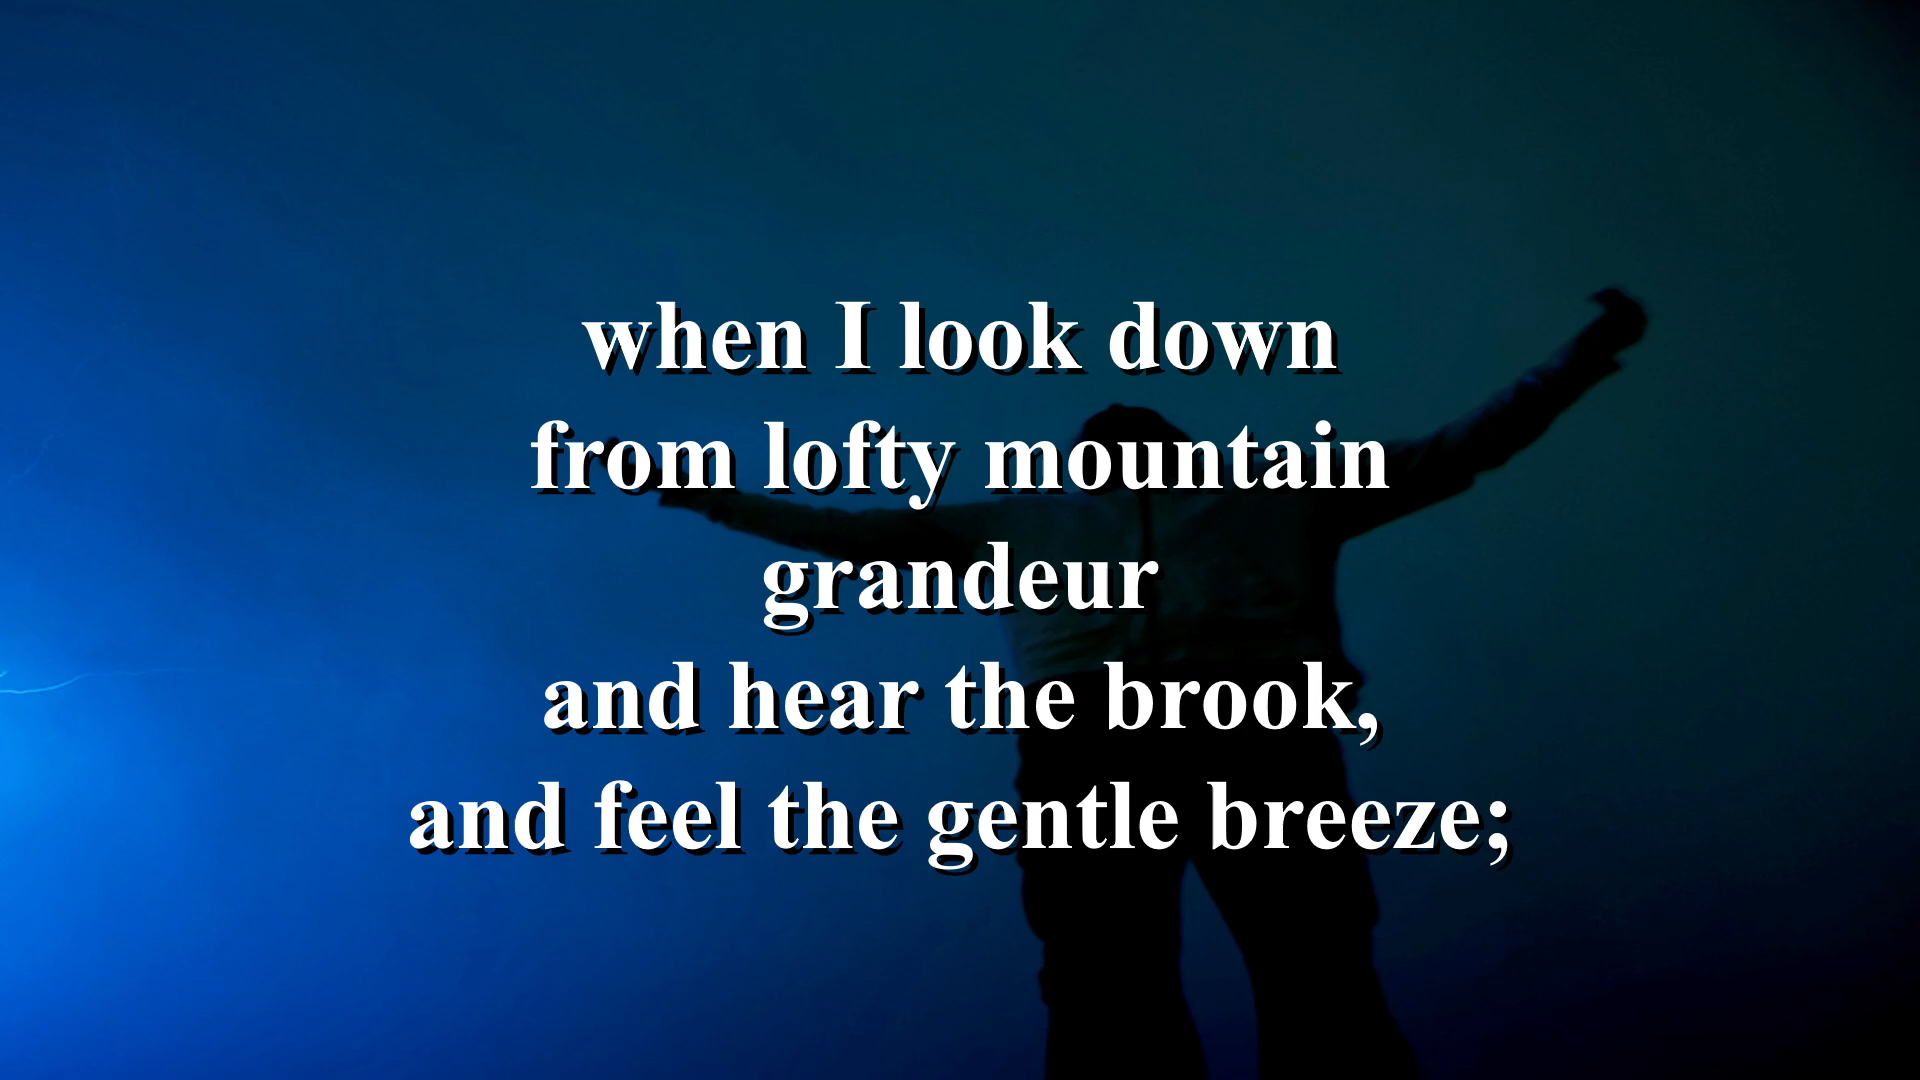 when I look down
from lofty mountain
grandeur
and hear the brook,
and feel the gentle breeze;